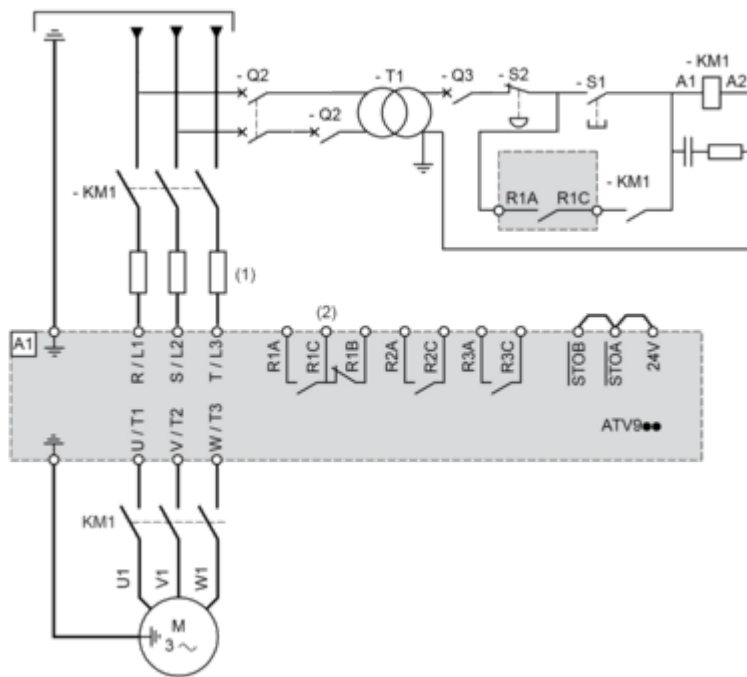 - Q2 - T1 - Q3 - S2 - S1 - KM1
A1 A2
- Q2
- KM1
R1A R1C
- KM1
(1)
(2)
A1
R / L1
S / L2
T / L3
R1A
R1C
R1B
R2A
R2C
R3A
R3C
STOB
STOA
24V
U / T1
V / T2
W / T3
ATV9●●
KM1
U1
V1
W1
M
3 ~